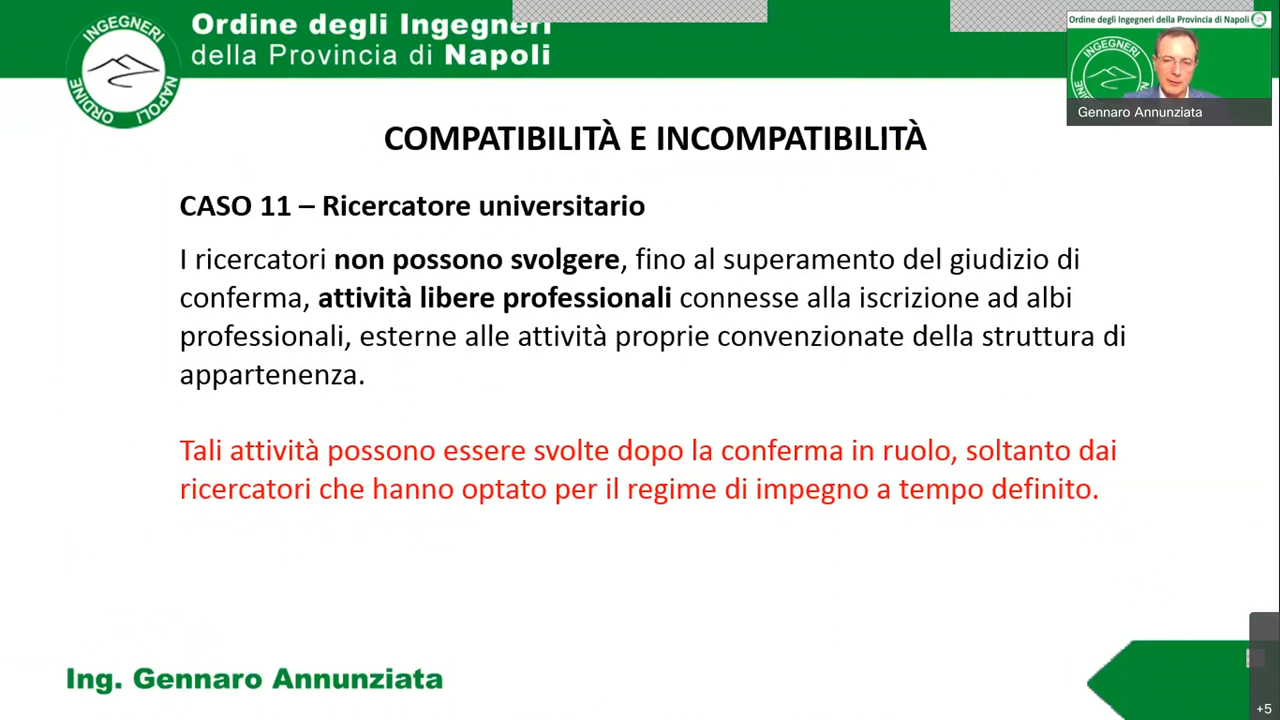 Ordine degli Ingegneri
della Provincia di Napoli
INGEGNERI
ORDINE
NAPOLI
Ordine degli Ingegneri della Provincia di Napoli
INGEGNERI
Gennaro Annunziata
COMPATIBILITÀ E INCOMPATIBILITÀ
CASO 11 – Ricercatore universitario
I ricercatori non possono svolgere, fino al superamento del giudizio di
conferma, attività libere professionali connesse alla iscrizione ad albi
professionali, esterne alle attività proprie convenzionate della struttura di
appartenenza.
Tali attività possono essere svolte dopo la conferma in ruolo, soltanto dai
ricercatori che hanno optato per il regime di impegno a tempo definito.
Ing. Gennaro Annunziata
+5